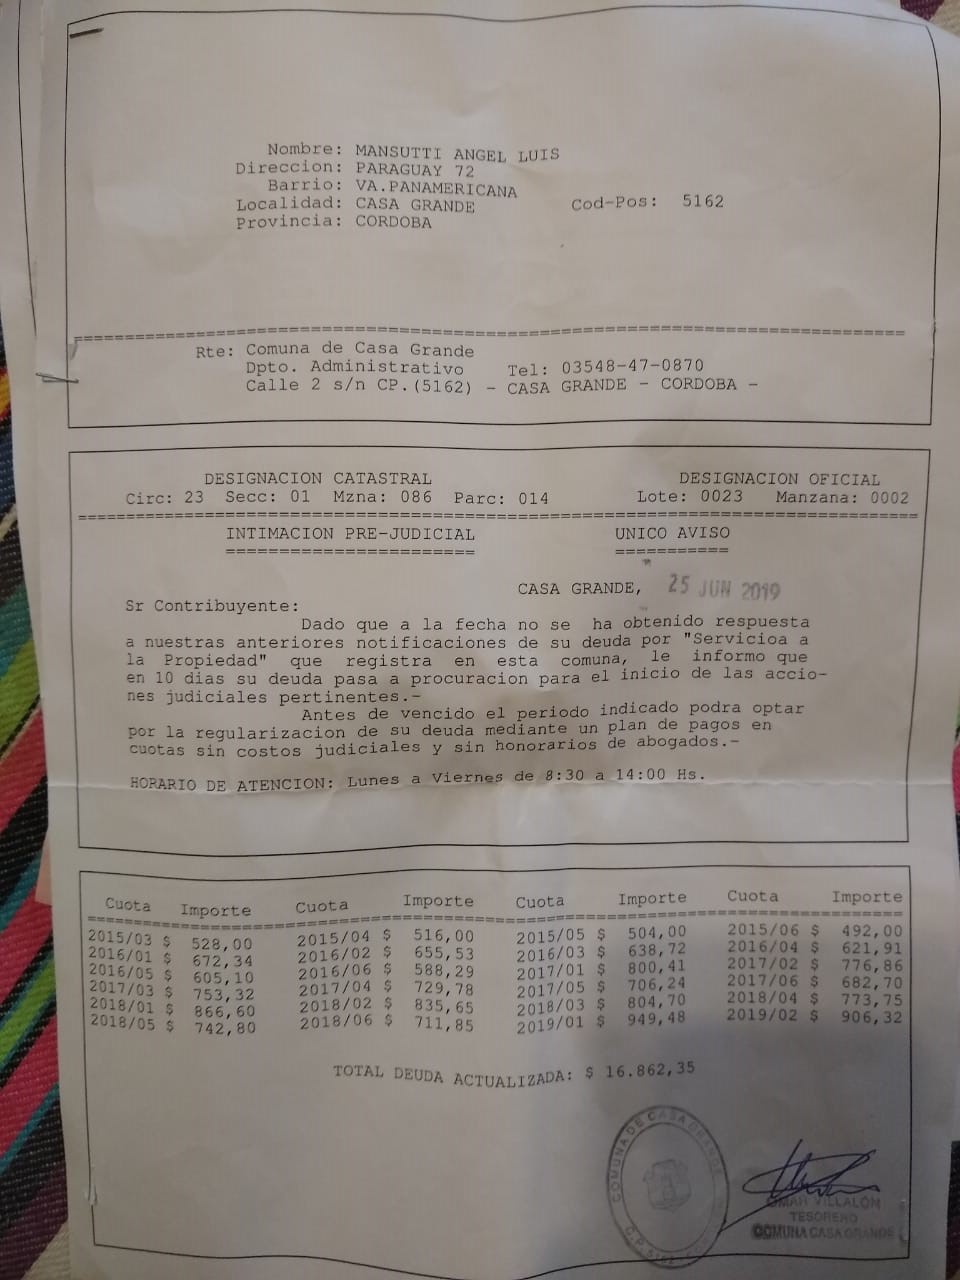 Nombre: MANSUTTI ANGEL LUIS
Direccion: PARAGUAY 72
Barrio: VA.PANAMERICANA
Localidad: CASA GRANDE Cod-Pos: 5162
Provincia: CORDOBA
Rte: Comuna de Casa Grande
Dpto. Administrativo Tel: 03548-47-0870
Calle 2 s/n CP.(5162) - CASA GRANDE - CORDOBA -
DESIGNACION CATASTRAL DESIGNACION OFICIAL
Circ: 23 Secc: 01 Mzna: 086 Parc: 014 Lote: 0023 Manzana: 0002
INTIMACION PRE-JUDICIAL UNICO AVISO
CASA GRANDE, 25 JUN 2019
Sr Contribuyente:
Dado que a la fecha no se ha obtenido respuesta
a nuestras anteriores notificaciones de su deuda por "Servicioa a
la Propiedad" que registra en esta comuna, le informo que
en 10 dias su deuda pasa a procuracion para el inicio de las accio-
nes judiciales pertinentes.-
Antes de vencido el periodo indicado podra optar
por la regularizacion de su deuda mediante un plan de pagos en
cuotas sin costos judiciales y sin honorarios de abogados.-
HORARIO DE ATENCION: Lunes a Viernes de 8:30 a 14:00 Hs.
Cuota Importe Cuota Importe Cuota Importe Cuota Importe
2015/03 $ 528,00 2015/04 $ 516,00 2015/05 $ 504,00 2015/06 $ 492,00
2016/01 $ 672,34 2016/02 $ 655,53 2016/03 $ 638,72 2016/04 $ 621,91
2016/05 $ 605,10 2016/06 $ 588,29 2017/01 $ 800,41 2017/02 $ 776,86
2017/03 $ 753,32 2017/04 $ 729,78 2017/05 $ 706,24 2017/06 $ 682,70
2018/01 $ 866,60 2018/02 $ 835,65 2018/03 $ 804,70 2018/04 $ 773,75
2018/05 $ 742,80 2018/06 $ 711,85 2019/01 $ 949,48 2019/02 $ 906,32
TOTAL DEUDA ACTUALIZADA: $ 16.862,35
COMUNA DE CASA GRANDE
OMAR VILLALON
TESORERO
COMUNA CASA GRANDE